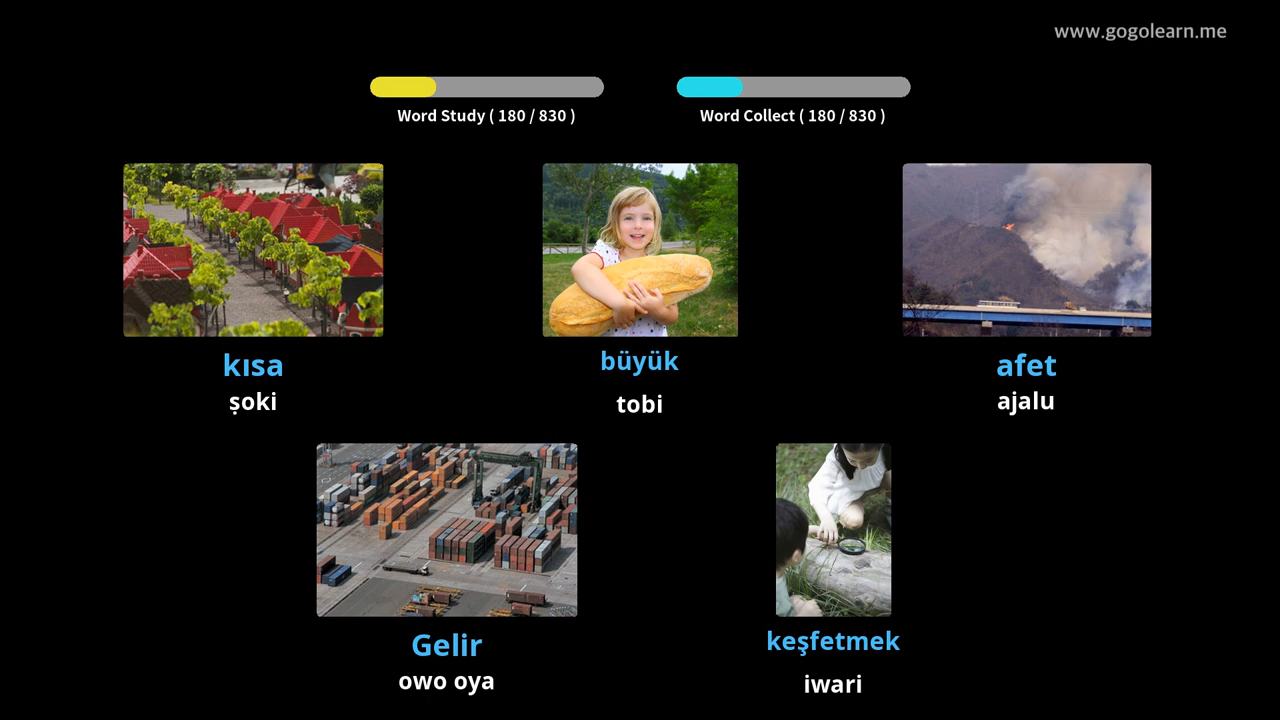 www.gogolearn.me
Word Study ( 180 / 830 )
Word Collect ( 180 / 830 )
kısa
ṣoki
büyük
tobi
afet
ajalu
Gelir
owo oya
keşfetmek
iwari